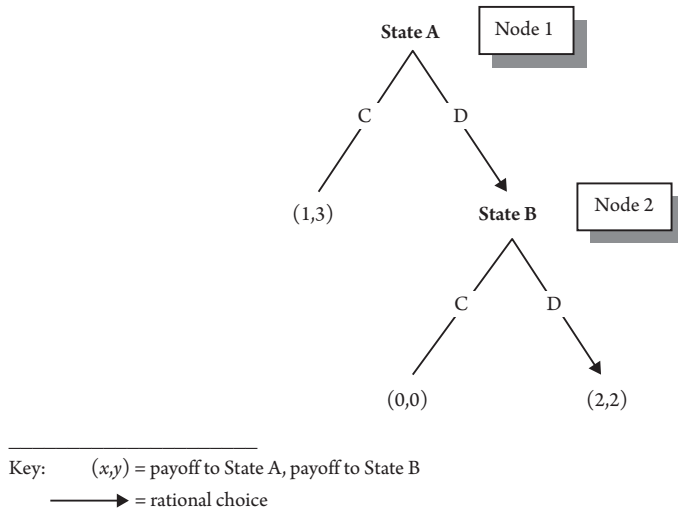 State A
Node 1
C
D
(1,3)
State B
Node 2
C
D
(0,0)
(2,2)
Key: (x,y) = payoff to State A, payoff to State B
= rational choice